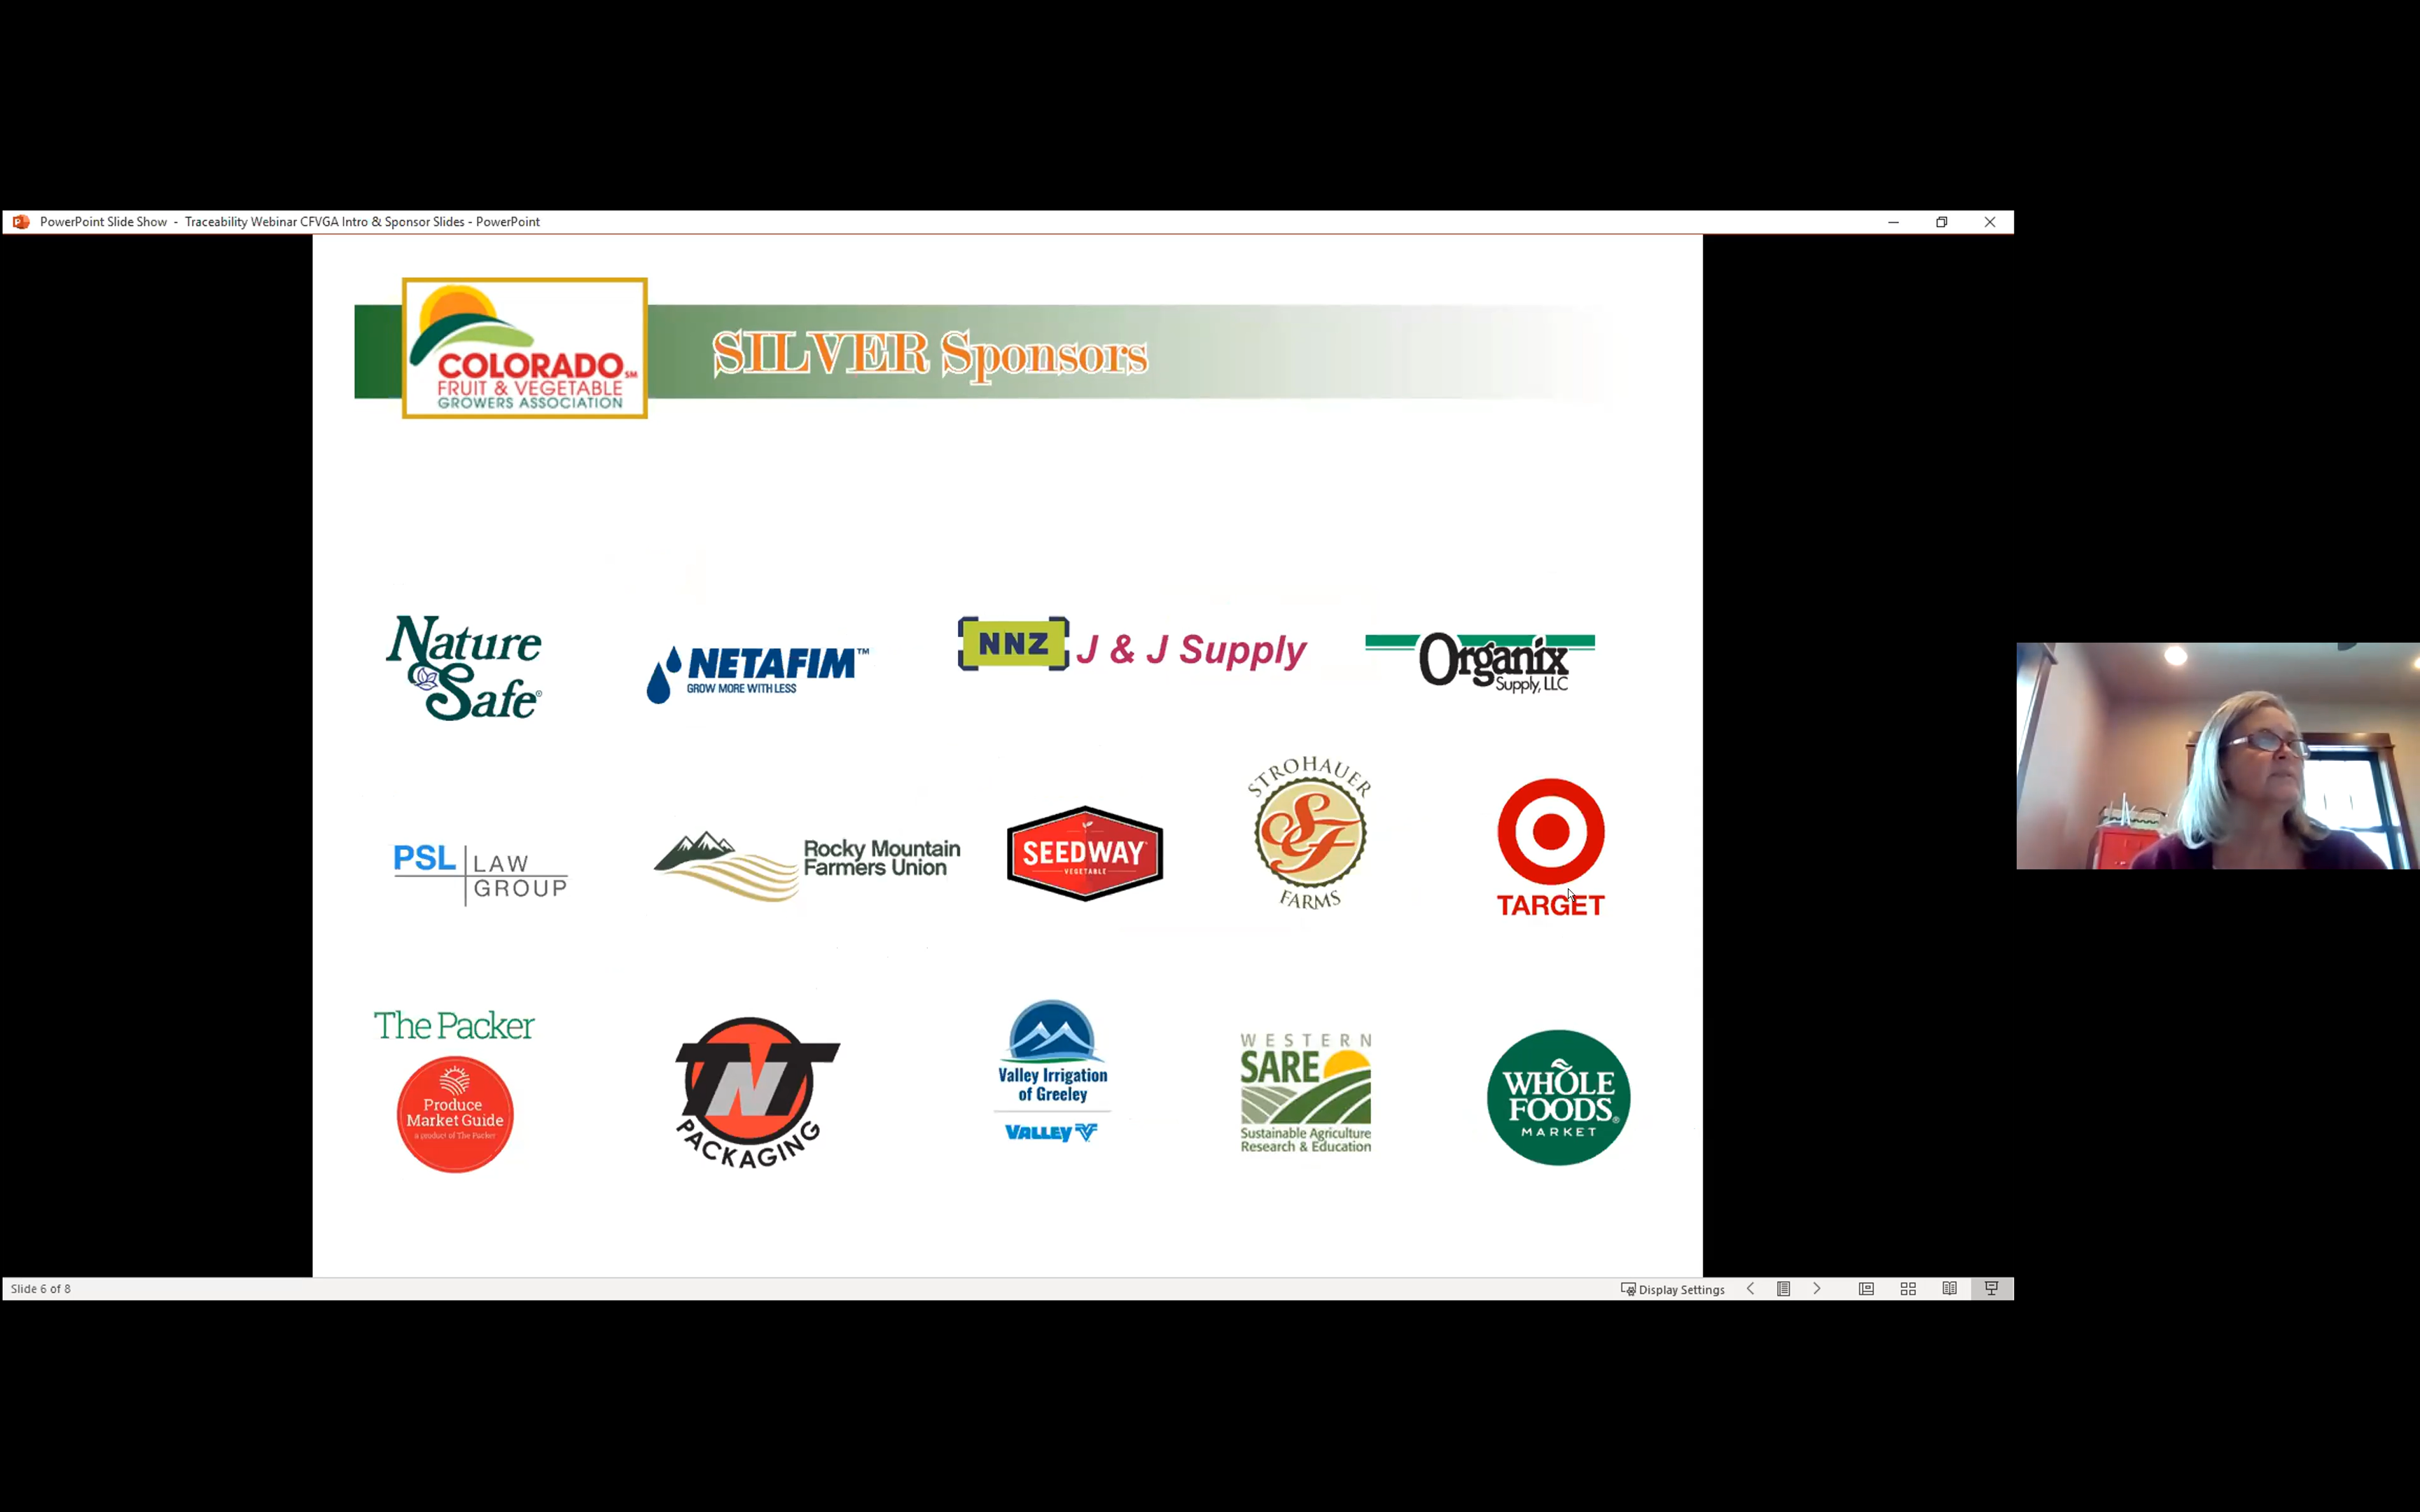 PowerPoint Slide Show - Traceability Webinar CFVGA Intro & Sponsor Slides - PowerPoint
COLORADO SM
FRUIT & VEGETABLE
GROWERS ASSOCIATION
SILVER Sponsors
Nature
Safe®
NETAFIM™
GROW MORE WITH LESS
NNZ
J & J Supply
Organix
Supply, LLC
PSL LAW
GROUP
Rocky Mountain
Farmers Union
SEEDWAY
VEGETABLE
STROHAUER
SF
FARMS
TARGET
The Packer
Produce
Market Guide
a product of The Packer
TNT
PACKAGING
Valley Irrigation
of Greeley
VALLEY
WESTERN
SARE
Sustainable Agriculture
Research & Education
WHOLE
FOODS®
MARKET
Slide 6 of 8
Display Settings